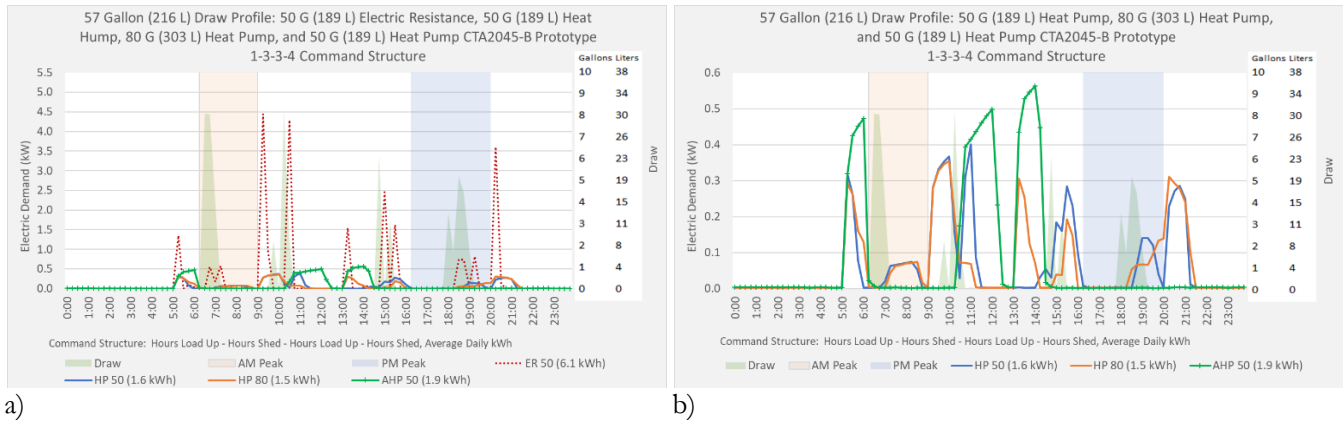 57 Gallon (216 L) Draw Profile: 50 G (189 L) Electric Resistance, 50 G (189 L) Heat
Hump, 80 G (303 L) Heat Pump, and 50 G (189 L) Heat Pump CTA2045-B Prototype
1-3-3-4 Command Structure
Gallons Liters
5.5
5.0
4.5
4.0
3.5
3.0
2.5
2.0
1.5
1.0
0.5
0.0
Electric Demand (kW)
10 38
9 34
8 30
7 26
6 23
5 19
4 15
3 11
2 8
1 4
0 0
Draw
0:00 1:00 2:00 3:00 4:00 5:00 6:00 7:00 8:00 9:00 10:00 11:00 12:00 13:00 14:00 15:00 16:00 17:00 18:00 19:00 20:00 21:00 22:00 23:00
Command Structure: Hours Load Up - Hours Shed - Hours Load Up - Hours Shed, Average Daily kWh
Draw AM Peak PM Peak ER 50 (6.1 kWh)
HP 50 (1.6 kWh) HP 80 (1.5 kWh) AHP 50 (1.9 kWh)
a)
57 Gallon (216 L) Draw Profile: 50 G (189 L) Heat Pump, 80 G (303 L) Heat Pump,
and 50 G (189 L) Heat Pump CTA2045-B Prototype
1-3-3-4 Command Structure
Gallons Liters
0.6
0.5
0.4
0.3
0.2
0.1
0.0
Electric Demand (kW)
10 38
9 34
8 30
7 26
6 23
5 19
4 15
3 11
2 8
1 4
0 0
Draw
0:00 1:00 2:00 3:00 4:00 5:00 6:00 7:00 8:00 9:00 10:00 11:00 12:00 13:00 14:00 15:00 16:00 17:00 18:00 19:00 20:00 21:00 22:00 23:00
Command Structure: Hours Load Up - Hours Shed - Hours Load Up - Hours Shed, Average Daily kWh
Draw AM Peak PM Peak HP 50 (1.6 kWh) HP 80 (1.5 kWh) AHP 50 (1.9 kWh)
b)